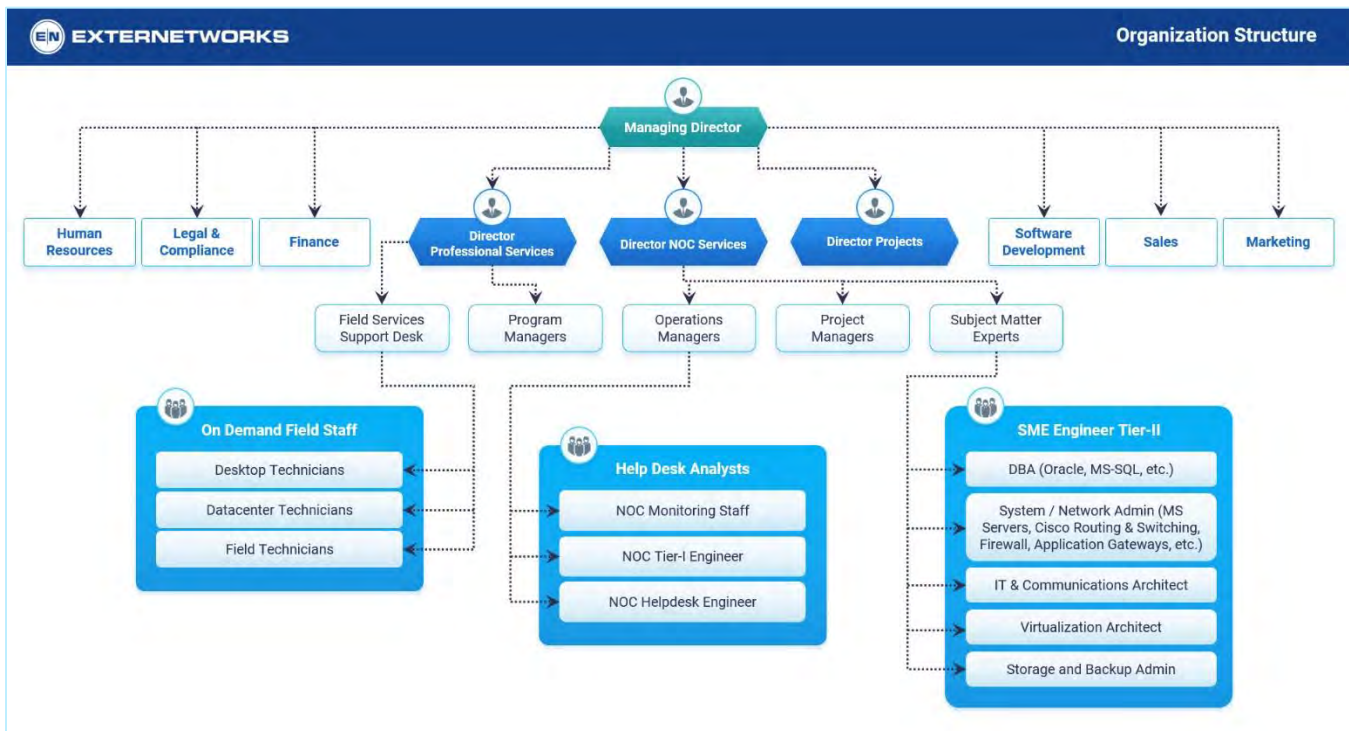 EN EXTERNETWORKS
Organization Structure
Managing Director
Human
Resources
Legal &
Compliance
Finance
Director
Professional Services
Director NOC Services
Director Projects
Software
Development
Sales
Marketing
Field Services
Support Desk
Program
Managers
Operations
Managers
Project
Managers
Subject Matter
Experts
On Demand Field Staff
Desktop Technicians
Datacenter Technicians
Field Technicians
Help Desk Analysts
NOC Monitoring Staff
NOC Tier-I Engineer
NOC Helpdesk Engineer
SME Engineer Tier-II
DBA (Oracle, MS-SQL, etc.)
System / Network Admin (MS
Servers, Cisco Routing & Switching,
Firewall, Application Gateways, etc.)
IT & Communications Architect
Virtualization Architect
Storage and Backup Admin